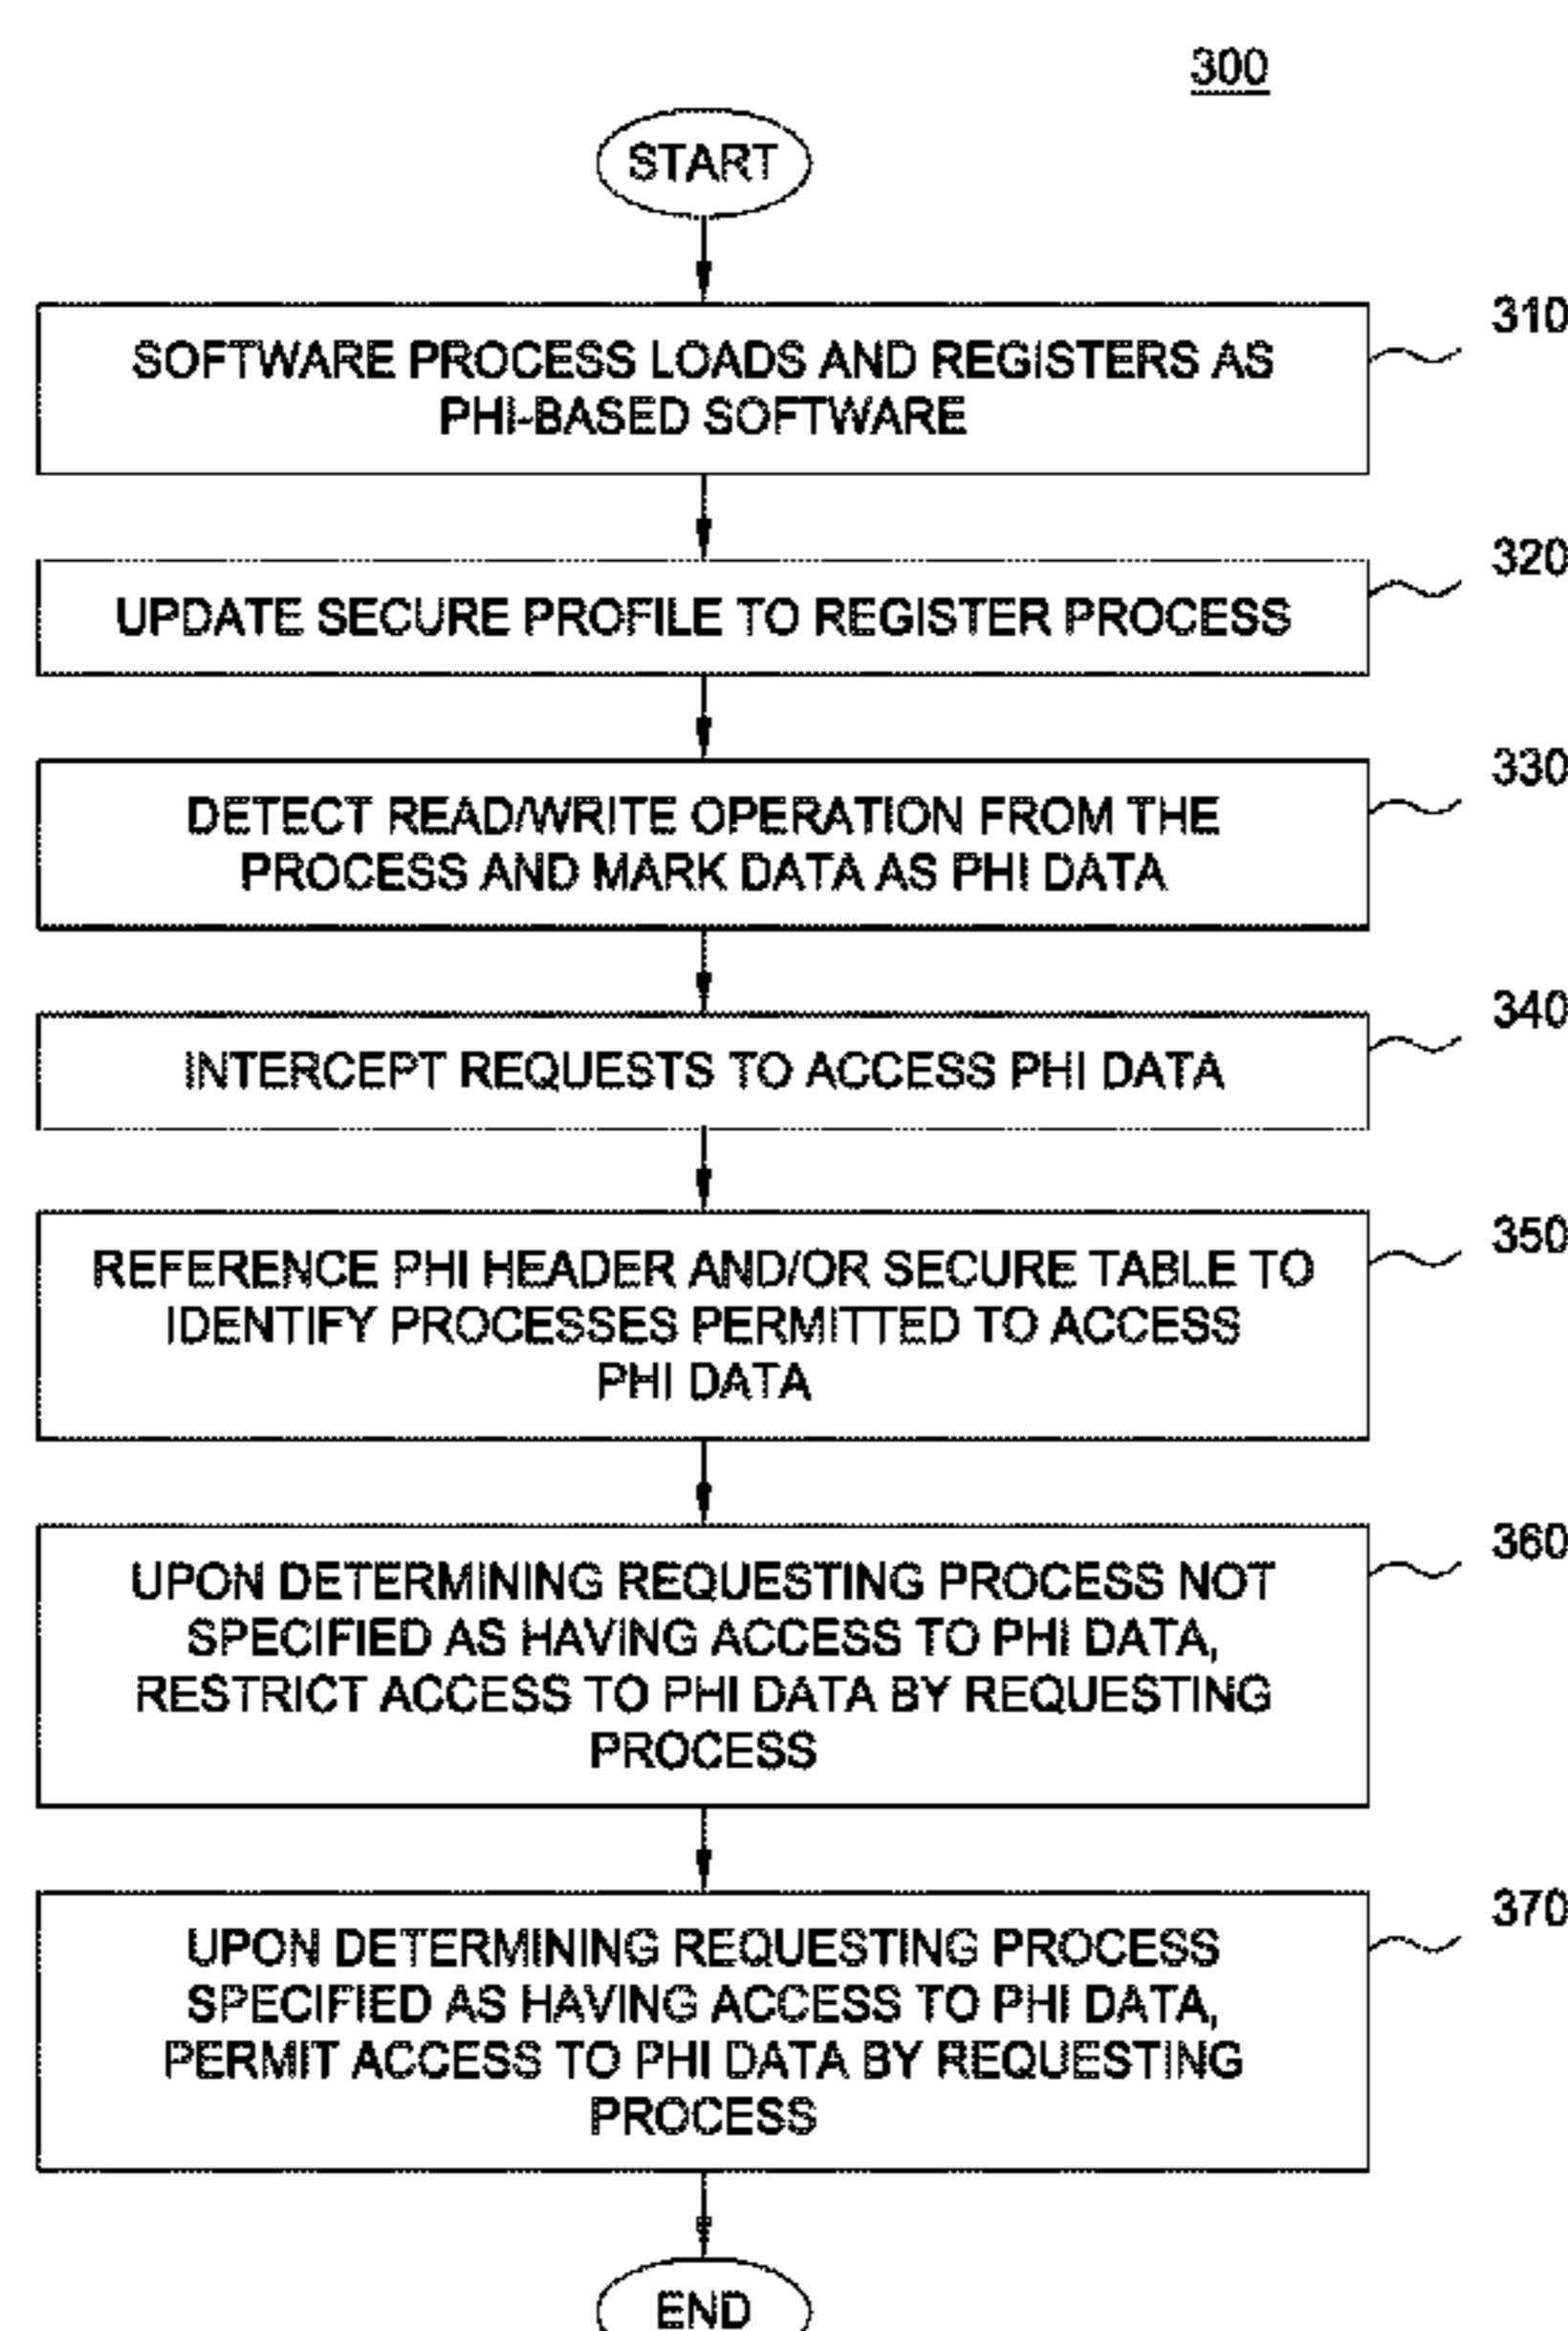 300
START
310
SOFTWARE PROCESS LOADS AND REGISTERS AS
PHI-BASED SOFTWARE
320
UPDATE SECURE PROFILE TO REGISTER PROCESS
330
DETECT READ/WRITE OPERATION FROM THE
PROCESS AND MARK DATA AS PHI DATA
340
INTERCEPT REQUESTS TO ACCESS PHI DATA
350
REFERENCE PHI HEADER AND/OR SECURE TABLE TO
IDENTIFY PROCESSES PERMITTED TO ACCESS
PHI DATA
360
UPON DETERMINING REQUESTING PROCESS NOT
SPECIFIED AS HAVING ACCESS TO PHI DATA,
RESTRICT ACCESS TO PHI DATA BY REQUESTING
PROCESS
370
UPON DETERMINING REQUESTING PROCESS
SPECIFIED AS HAVING ACCESS TO PHI DATA,
PERMIT ACCESS TO PHI DATA BY REQUESTING
PROCESS
END